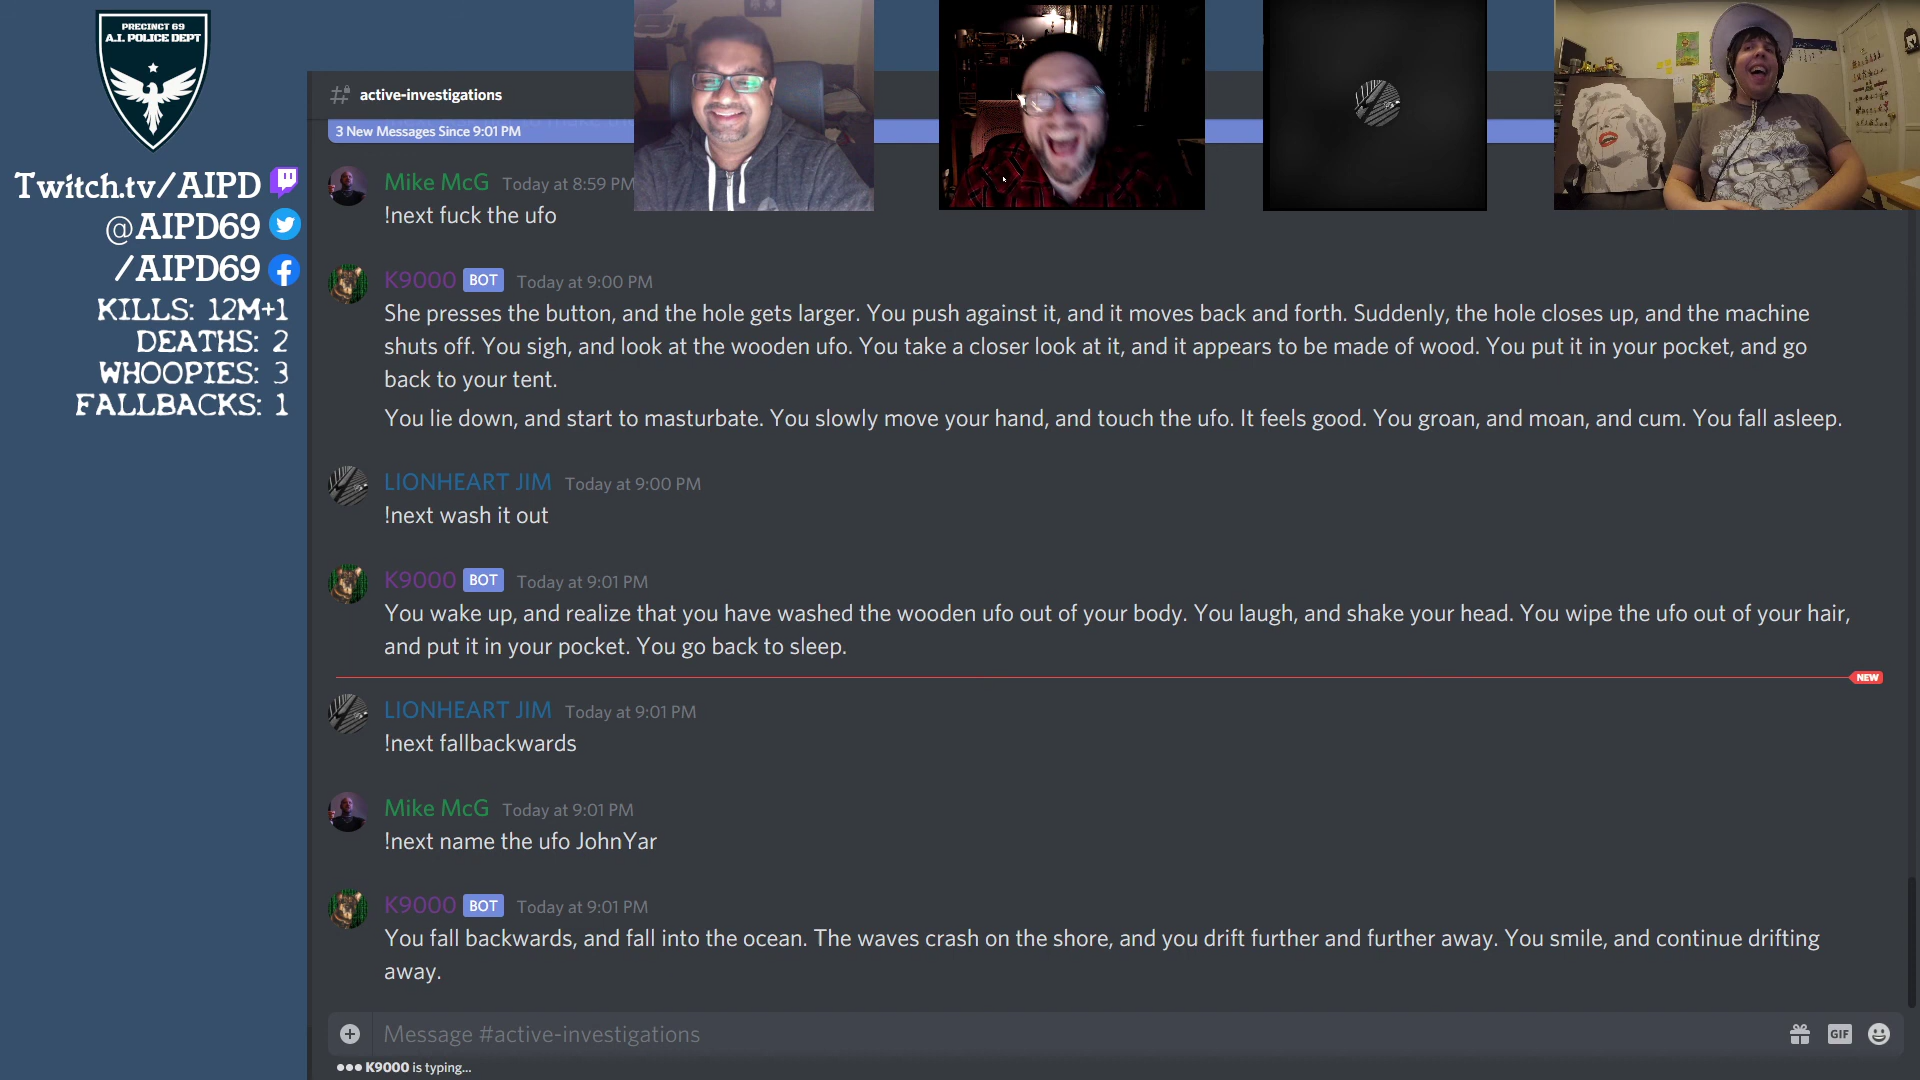 PRECINCT 69
A.I. POLICE DEPT
Twitch.tv/AIPD
@AIPD69
/AIPD69
KILLS: 12M+1
DEATHS: 2
WHOOPIES: 3
FALLBACKS: 1
active-investigations
3 New Messages Since 9:01 PM
Mike McG Today at 8:59 PM
!next fuck the ufo
K9000 BOT Today at 9:00 PM
She presses the button, and the hole gets larger. You push against it, and it moves back and forth. Suddenly, the hole closes up, and the machine
shuts off. You sigh, and look at the wooden ufo. You take a closer look at it, and it appears to be made of wood. You put it in your pocket, and go
back to your tent.
You lie down, and start to masturbate. You slowly move your hand, and touch the ufo. It feels good. You groan, and moan, and cum. You fall asleep.
LIONHEART JIM Today at 9:00 PM
!next wash it out
K9000 BOT Today at 9:01 PM
You wake up, and realize that you have washed the wooden ufo out of your body. You laugh, and shake your head. You wipe the ufo out of your hair,
and put it in your pocket. You go back to sleep.
NEW
LIONHEART JIM Today at 9:01 PM
!next fallbackwards
Mike McG Today at 9:01 PM
!next name the ufo JohnYar
K9000 BOT Today at 9:01 PM
You fall backwards, and fall into the ocean. The waves crash on the shore, and you drift further and further away. You smile, and continue drifting
away.
Message #active-investigations
GIF
K9000 is typing...